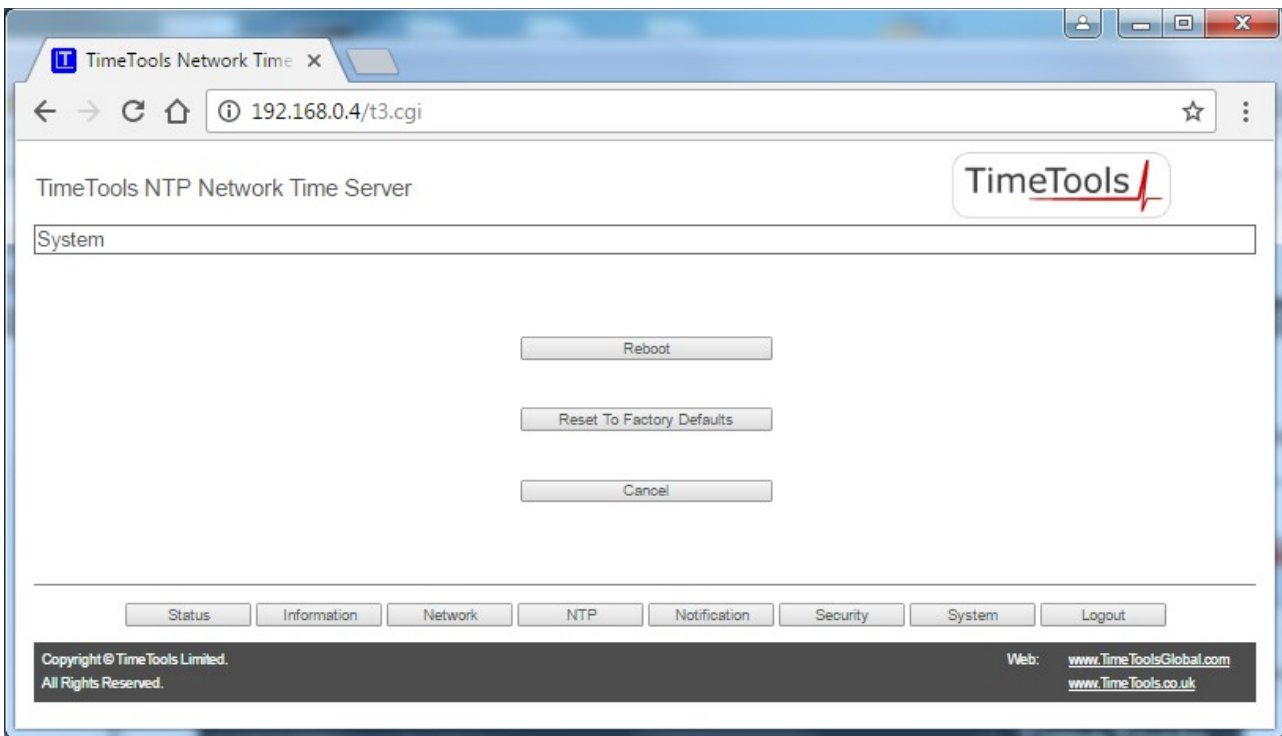 TimeTools Network Time
192.168.0.4/t3.cgi
TimeTools NTP Network Time Server
TimeTools
System
Reboot
Reset To Factory Defaults
Cancel
Status Information Network NTP Notification Security System Logout
Copyright © TimeTools Limited. Web: www.TimeToolsGlobal.com
All Rights Reserved. www.TimeTools.co.uk